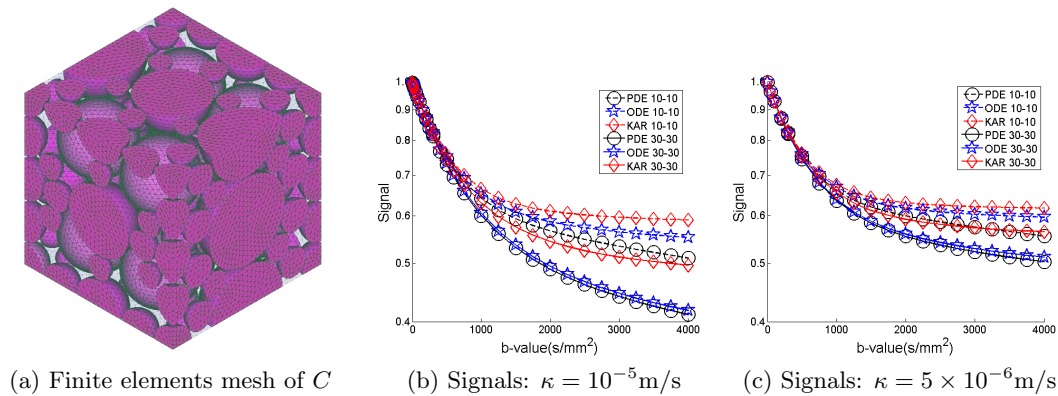 1.0
0.9
0.8
0.7
0.6
0.5
0.4
Signal
0
1000
2000
3000
4000
b-value(s/mm²)
PDE 10-10
ODE 10-10
KAR 10-10
PDE 30-30
ODE 30-30
KAR 30-30
1.0
0.9
0.8
0.7
0.6
0.5
0.4
Signal
0
1000
2000
3000
4000
b-value(s/mm²)
PDE 10-10
ODE 10-10
KAR 10-10
PDE 30-30
ODE 30-30
KAR 30-30
(a) Finite elements mesh of C
(b) Signals: κ = 10⁻⁵m/s
(c) Signals: κ = 5 × 10⁻⁶m/s